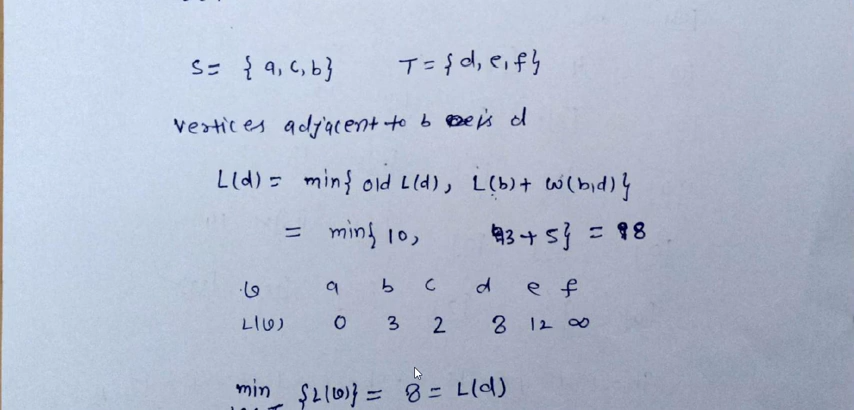 S= { a, c, b} T = { d, e, f}
vertices adjacent to b is d
L(d) = min{ old L(d), L(b) + w(b,d) }
= min{ 10, 3 + 5} = 8
v a b c d e f
L(v) 0 3 2 8 12 ∞
min {L(v)} = 8 = L(d)